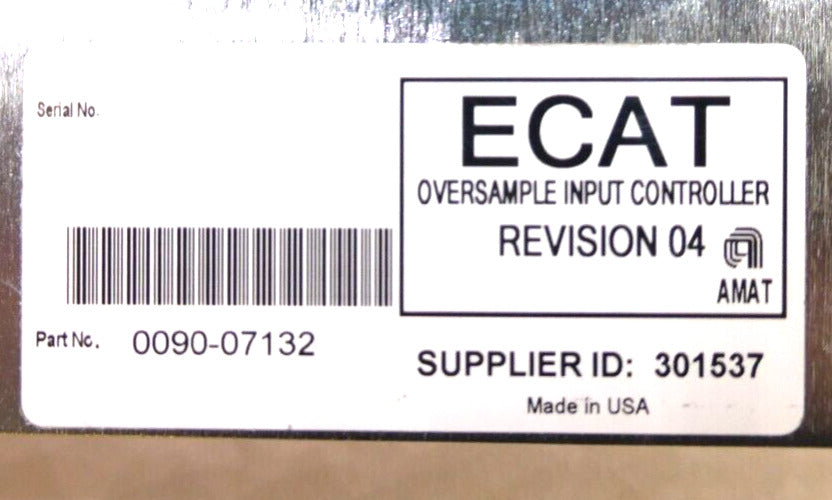 Serial No.
ECAT
OVERSAMPLE INPUT CONTROLLER
REVISION 04
AMAT
Part No.
0090-07132
SUPPLIER ID: 301537
Made in USA